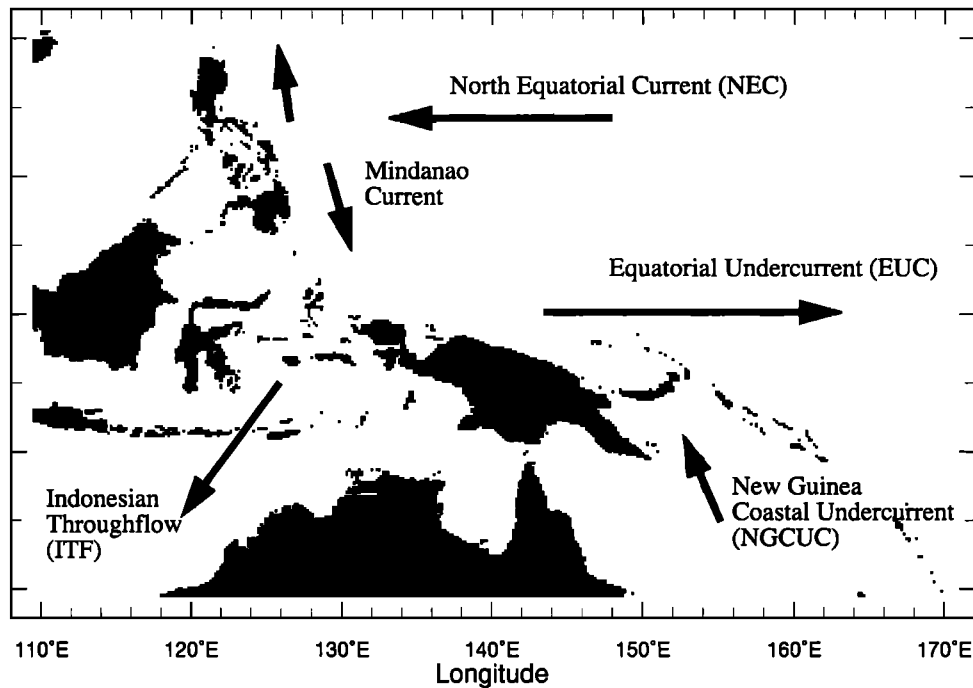 North Equatorial Current (NEC)
Mindanao
Current
Equatorial Undercurrent (EUC)
Indonesian
Throughflow
(ITF)
New Guinea
Coastal Undercurrent
(NGCUC)
110°E 120°E 130°E 140°E 150°E 160°E 170°E
Longitude